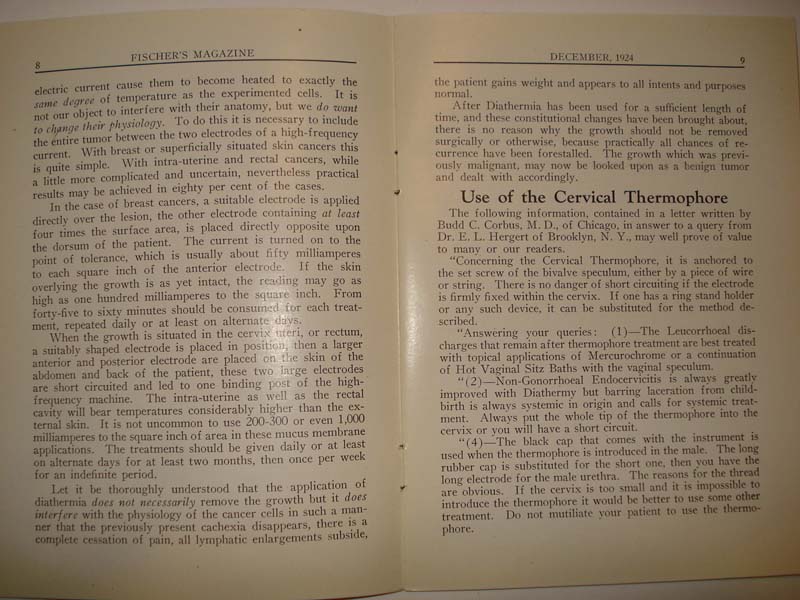 8
FISCHER'S MAGAZINE
electric current cause them to become heated to exactly the
same degree of temperature as the experimented cells. It is
not our object to interfere with their anatomy, but we do want
to change their physiology. To do this it is necessary to include
the entire tumor between the two electrodes of a high-frequency
current. With breast or superficially situated skin cancers this
is quite simple. With intra-uterine and rectal cancers, while
a little more complicated and uncertain, nevertheless practical
results may be achieved in eighty per cent of the cases.
In the case of breast cancers, a suitable electrode is applied
directly over the lesion, the other electrode containing at least
four times the surface area, is placed directly opposite upon
the dorsum of the patient. The current is turned on to the
point of tolerance, which is usually about fifty milliamperes
to each square inch of the anterior electrode. If the skin
overlying the growth is as yet intact, the reading may go as
high as one hundred milliamperes to the square inch. From
forty-five to sixty minutes should be consumed for each treat-
ment, repeated daily or at least on alternate days.
When the growth is situated in the cervix uteri, or rectum,
a suitably shaped electrode is placed in position, then a larger
anterior and posterior electrode are placed on the skin of the
abdomen and back of the patient, these two large electrodes
are short circuited and led to one binding post of the high-
frequency machine. The intra-uterine as well as the rectal
cavity will bear temperatures considerably higher than the ex-
ternal skin. It is not uncommon to use 200-300 or even 1,000
milliamperes to the square inch of area in these mucus membrane
applications. The treatments should be given daily or at least
on alternate days for at least two months, then once per week
for an indefinite period.
Let it be thoroughly understood that the application of
diathermia does not necessarily remove the growth but it does
interfere with the physiology of the cancer cells in such a man-
ner that the previously present cachexia disappears, there is a
complete cessation of pain, all lymphatic enlargements subside,
DECEMBER, 1924
9
the patient gains weight and appears to all intents and purposes
normal.
After Diathermia has been used for a sufficient length of
time, and these constitutional changes have been brought about,
there is no reason why the growth should not be removed
surgically or otherwise, because practically all chances of re-
currence have been forestalled. The growth which was previ-
ously malignant, may now be looked upon as a benign tumor
and dealt with accordingly.
Use of the Cervical Thermophore
The following information, contained in a letter written by
Budd C. Corbus, M. D., of Chicago, in answer to a query from
Dr. E. L. Hergert of Brooklyn, N. Y., may well prove of value
to many or our readers.
"Concerning the Cervical Thermophore, it is anchored to
the set screw of the bivalve speculum, either by a piece of wire
or string. There is no danger of short circuiting if the electrode
is firmly fixed within the cervix. If one has a ring stand holder
or any such device, it can be substituted for the method de-
scribed.
"Answering your queries: (1)—The Leucorrhoeal dis-
charges that remain after thermophore treatment are best treated
with topical applications of Mercurochrome or a continuation
of Hot Vaginal Sitz Baths with the vaginal speculum.
"(2)—Non-Gonorrhoeal Endocervicitis is always greatly
improved with Diathermy but barring laceration from child-
birth is always systemic in origin and calls for systemic treat-
ment. Always put the whole tip of the thermophore into the
cervix or you will have a short circuit.
"(4)—The black cap that comes with the instrument is
used when the thermophore is introduced in the male. The long
rubber cap is substituted for the short one, then you have the
long electrode for the male urethra. The reasons for the thread
are obvious. If the cervix is too small and it is impossible to
introduce the thermophore it would be better to use some other
treatment. Do not mutiliate your patient to use the thermo-
phore.